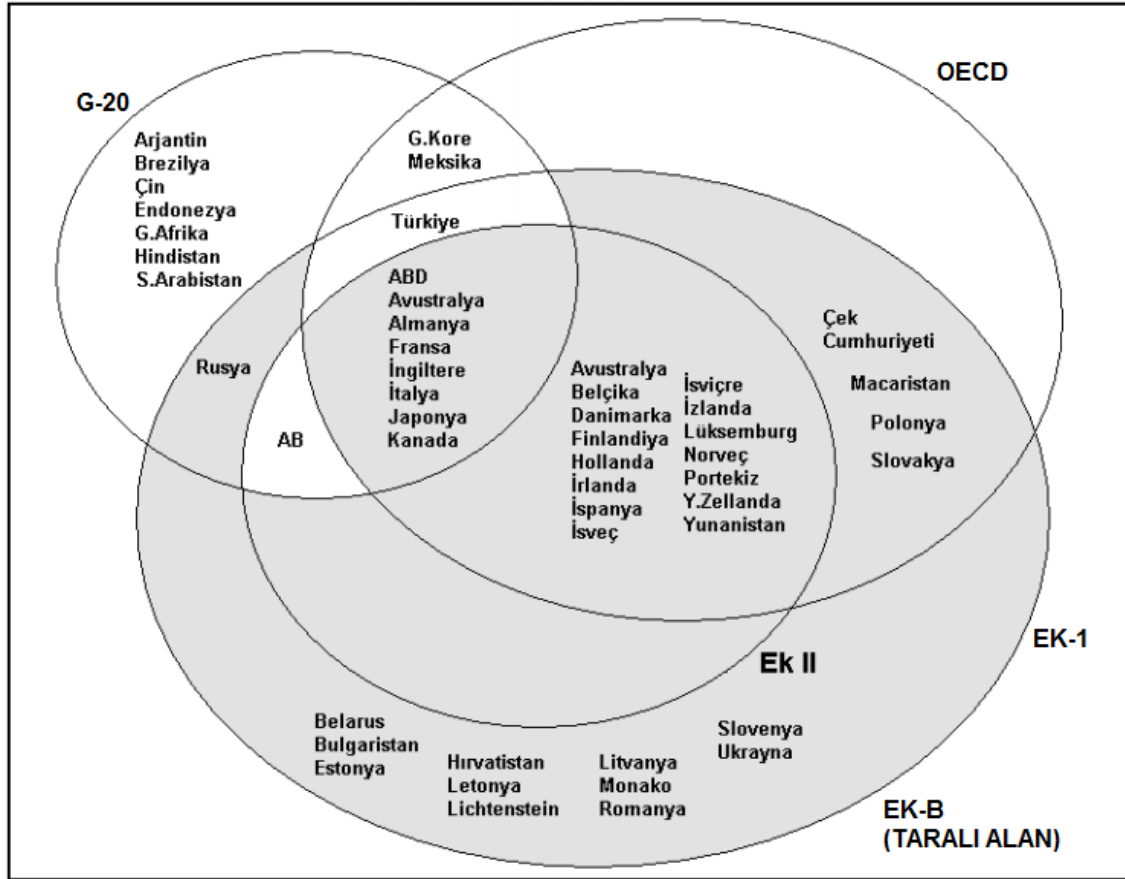 G-20
OECD
Arjantin
Brezilya
Çin
Endonezya
G.Afrika
Hindistan
S.Arabistan
G.Kore
Meksika
Türkiye
ABD
Avustralya
Almanya
Fransa
İngiltere
İtalya
Japonya
Kanada
Rusya
AB
Avustralya
Belçika
Danimarka
Finlandiya
Hollanda
İrlanda
İspanya
İsveç
İsviçre
İzlanda
Lüksemburg
Norveç
Portekiz
Y.Zellanda
Yunanistan
Çek
Cumhuriyeti
Macaristan
Polonya
Slovakya
EK-1
Ek II
Belarus
Bulgaristan
Estonya
Hırvatistan
Letonya
Lichtenstein
Litvanya
Monako
Romanya
Slovenya
Ukrayna
EK-B
(TARALI ALAN)